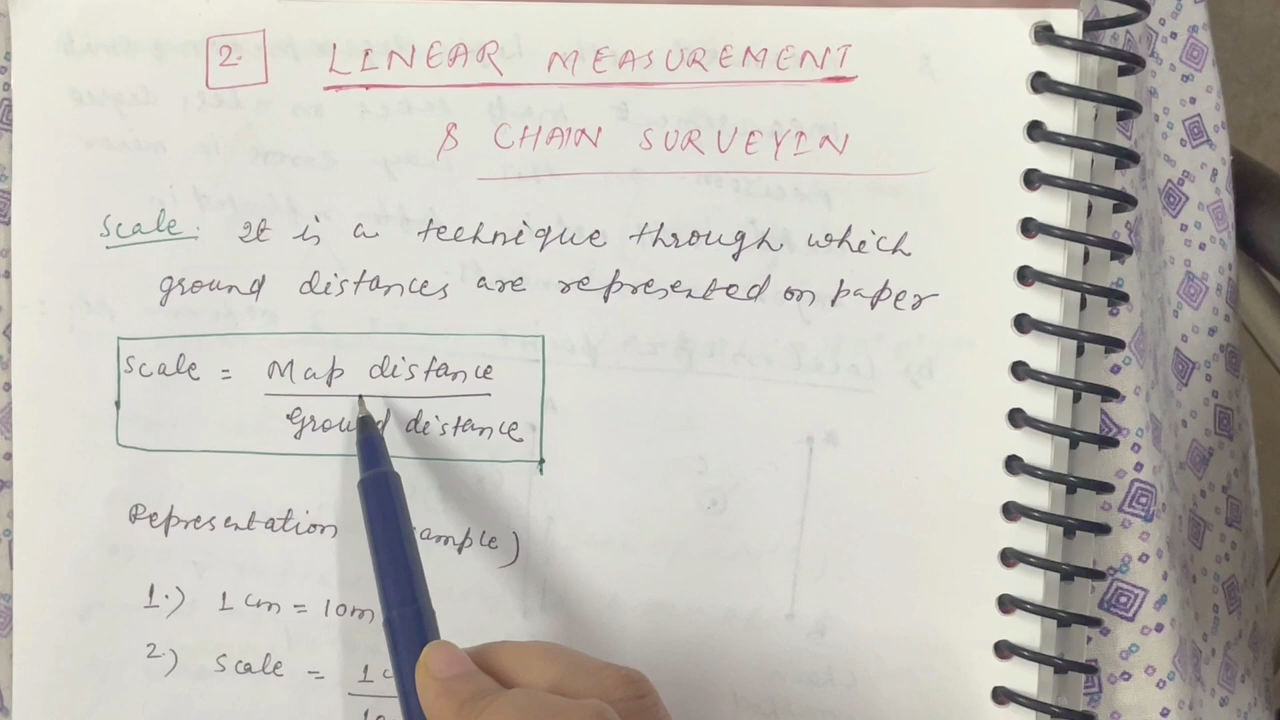 2. LINEAR MEASUREMENT
& CHAIN SURVEYIN
Scale. It is a technique through which
ground distances are represented on paper
Scale = Map distance
Ground distance
Representation
1.) 1 cm = 10m
2.) Scale =